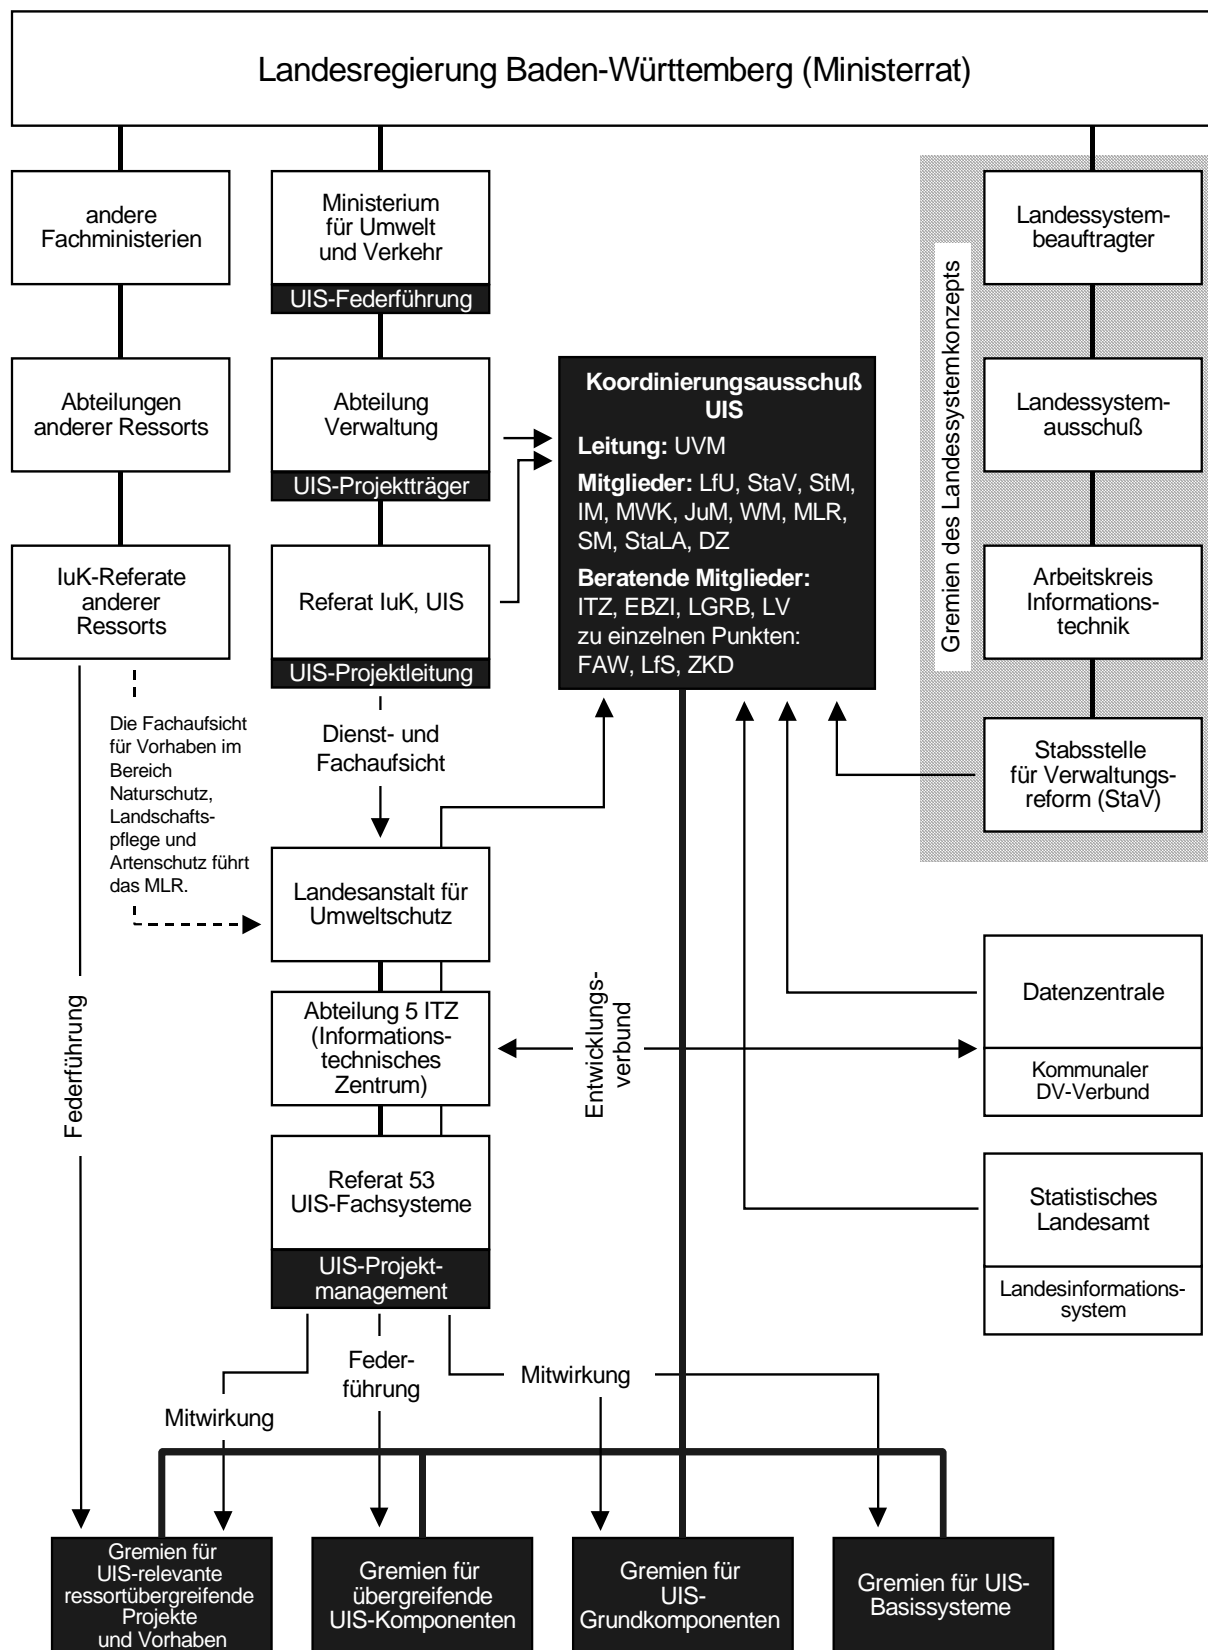 Landesregierung Baden-Württemberg (Ministerrat)
andere
Fachministerien
Ministerium
für Umwelt
und Verkehr
UIS-Federführung
Landessystem-
beauftragter
Gremien des Landessystemkonzepts
Abteilungen
anderer Ressorts
Abteilung
Verwaltung
UIS-Projektträger
Koordinierungsausschuß
UIS
Leitung: UVM
Mitglieder: LfU, StaV, StM,
IM, MWK, JuM, WM, MLR,
SM, StaLA, DZ
Beratende Mitglieder:
ITZ, EBZI, LGRB, LV
zu einzelnen Punkten:
FAW, LfS, ZKD
Landessystem-
ausschuß
IuK-Referate
anderer
Ressorts
Referat IuK, UIS
UIS-Projektleitung
Arbeitskreis
Informations-
technik
Die Fachaufsicht
für Vorhaben im
Bereich
Naturschutz,
Landschafts-
pflege und
Artenschutz führt
das MLR.
Dienst- und
Fachaufsicht
Stabsstelle
für Verwaltungs-
reform (StaV)
Landesanstalt für
Umweltschutz
Federführung
Abteilung 5 ITZ
(Informations-
technisches
Zentrum)
Entwicklungs-
verbund
Datenzentrale
Kommunaler
DV-Verbund
Referat 53
UIS-Fachsysteme
UIS-Projekt-
management
Statistisches
Landesamt
Landesinformations-
system
Mitwirkung
Feder-
führung
Mitwirkung
Gremien für
UIS-relevante
ressortübergreifende
Projekte
und Vorhaben
Gremien für
übergreifende
UIS-Komponenten
Gremien für
UIS-
Grundkomponenten
Gremien für UIS-
Basissysteme